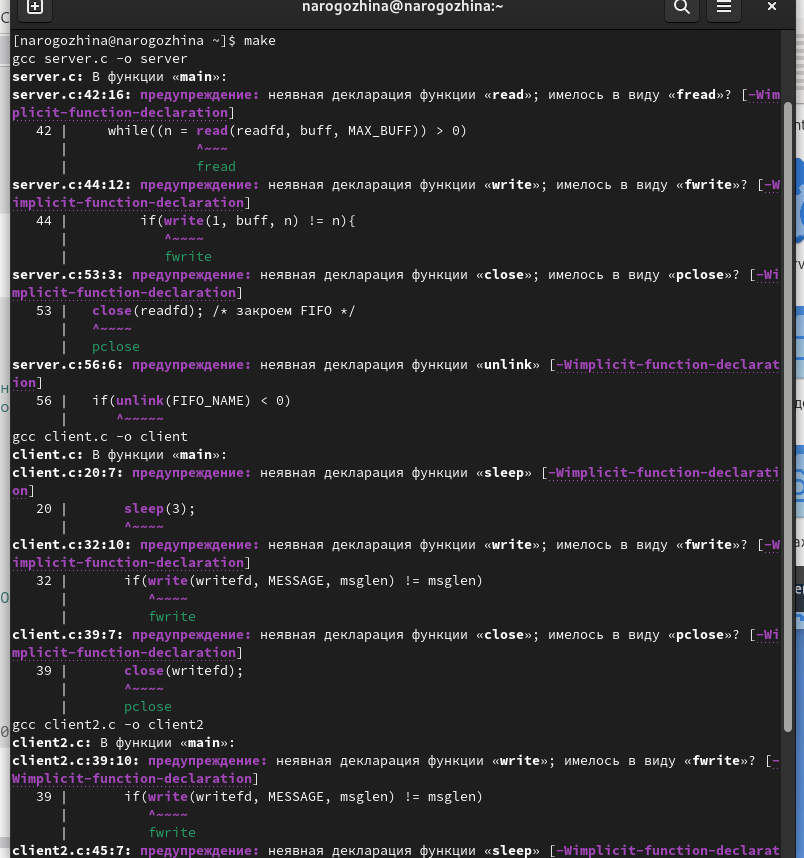 narogozhina@narogozhina:~
[narogozhina@narogozhina ~]$ make
gcc server.c -o server
server.c: В функции «main»:
server.c:42:16: предупреждение: неявная декларация функции «read»; имелось в виду «fread»? [-Wim
plicit-function-declaration]
   42 |     while((n = read(readfd, buff, MAX_BUFF)) > 0)
      |                ^~~~
      |                fread
server.c:44:12: предупреждение: неявная декларация функции «write»; имелось в виду «fwrite»? [-W
implicit-function-declaration]
   44 |         if(write(1, buff, n) != n){
      |            ^~~~~
      |            fwrite
server.c:53:3: предупреждение: неявная декларация функции «close»; имелось в виду «pclose»? [-Wi
mplicit-function-declaration]
   53 |   close(readfd); /* закроем FIFO */
      |   ^~~~~
      |   pclose
server.c:56:6: предупреждение: неявная декларация функции «unlink» [-Wimplicit-function-declarat
ion]
   56 |   if(unlink(FIFO_NAME) < 0)
      |      ^~~~~~
gcc client.c -o client
client.c: В функции «main»:
client.c:20:7: предупреждение: неявная декларация функции «sleep» [-Wimplicit-function-declarati
on]
   20 |       sleep(3);
      |       ^~~~~
client.c:32:10: предупреждение: неявная декларация функции «write»; имелось в виду «fwrite»? [-W
implicit-function-declaration]
   32 |       if(write(writefd, MESSAGE, msglen) != msglen)
      |          ^~~~~
      |          fwrite
client.c:39:7: предупреждение: неявная декларация функции «close»; имелось в виду «pclose»? [-Wi
mplicit-function-declaration]
   39 |       close(writefd);
      |       ^~~~~
      |       pclose
gcc client2.c -o client2
client2.c: В функции «main»:
client2.c:39:10: предупреждение: неявная декларация функции «write»; имелось в виду «fwrite»? [-
Wimplicit-function-declaration]
   39 |       if(write(writefd, MESSAGE, msglen) != msglen)
      |          ^~~~~
      |          fwrite
client2.c:45:7: предупреждение: неявная декларация функции «sleep» [-Wimplicit-function-declarat